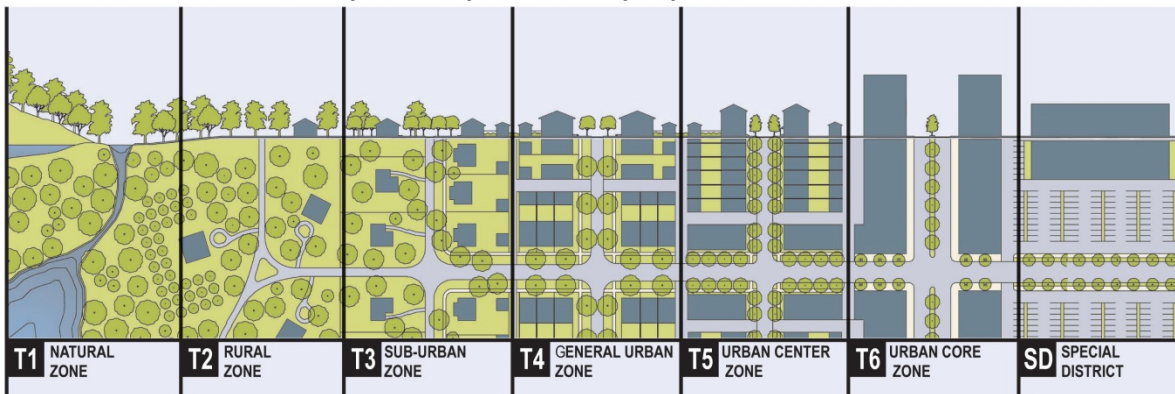 T1 NATURAL
ZONE
T2 RURAL
ZONE
T3 SUB-URBAN
ZONE
T4 GENERAL URBAN
ZONE
T5 URBAN CENTER
ZONE
T6 URBAN CORE
ZONE
SD SPECIAL
DISTRICT